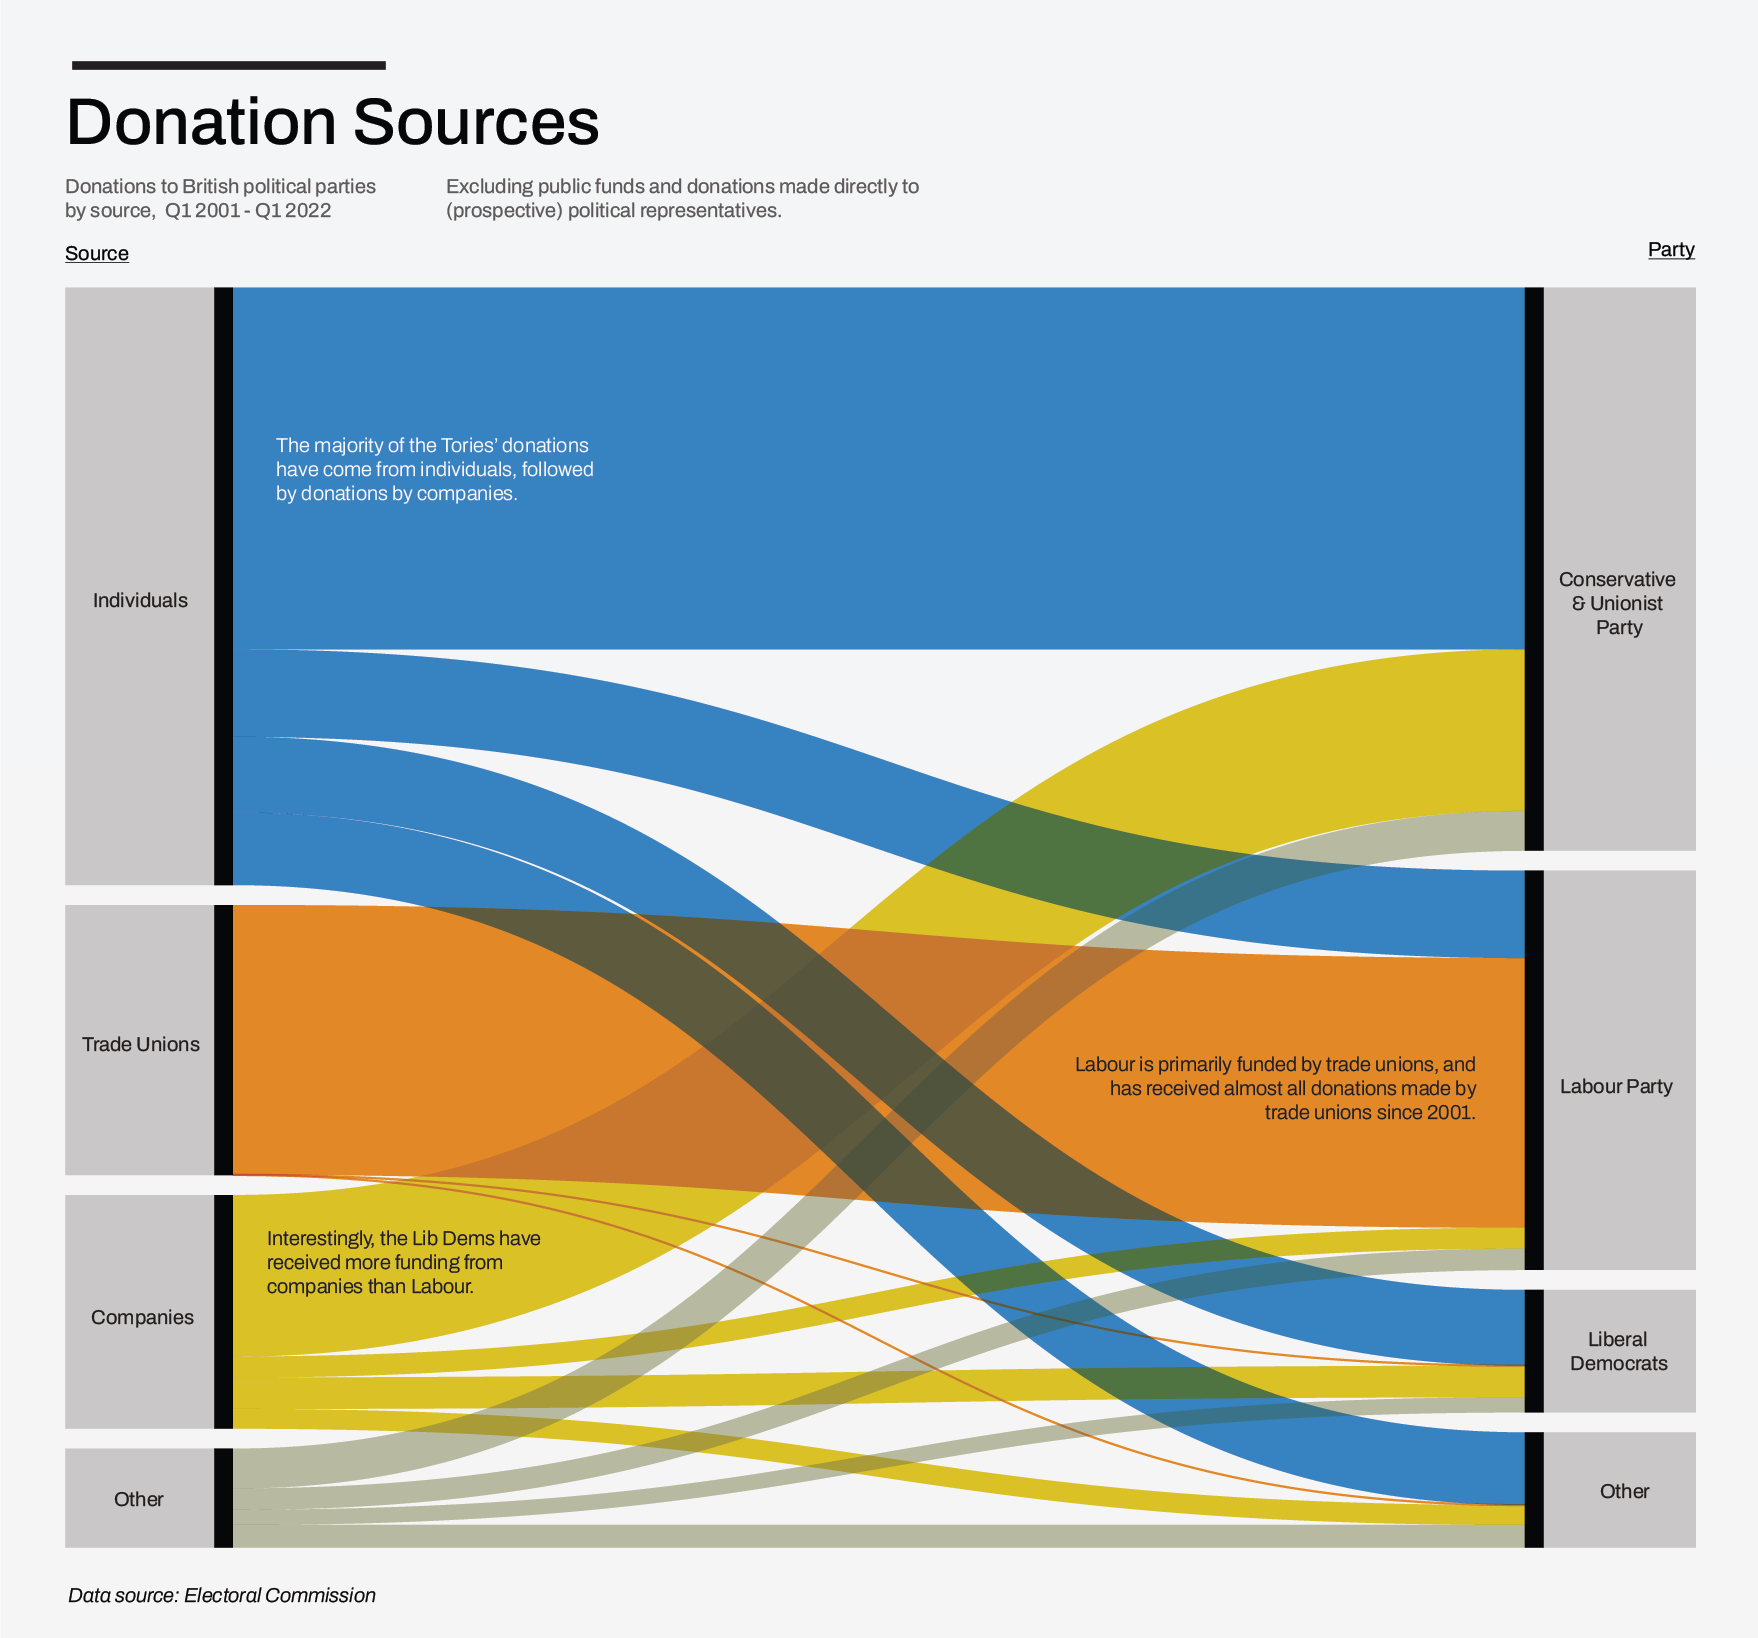 Donation Sources
Donations to British political parties
by source, Q1 2001 - Q1 2022
Excluding public funds and donations made directly to
(prospective) political representatives.
Source
Party
The majority of the Tories’ donations
have come from individuals, followed
by donations by companies.
Individuals
Conservative
& Unionist
Party
Trade Unions
Labour is primarily funded by trade unions, and
has received almost all donations made by
trade unions since 2001.
Labour Party
Interestingly, the Lib Dems have
received more funding from
companies than Labour.
Companies
Liberal
Democrats
Other
Other
Data source: Electoral Commission